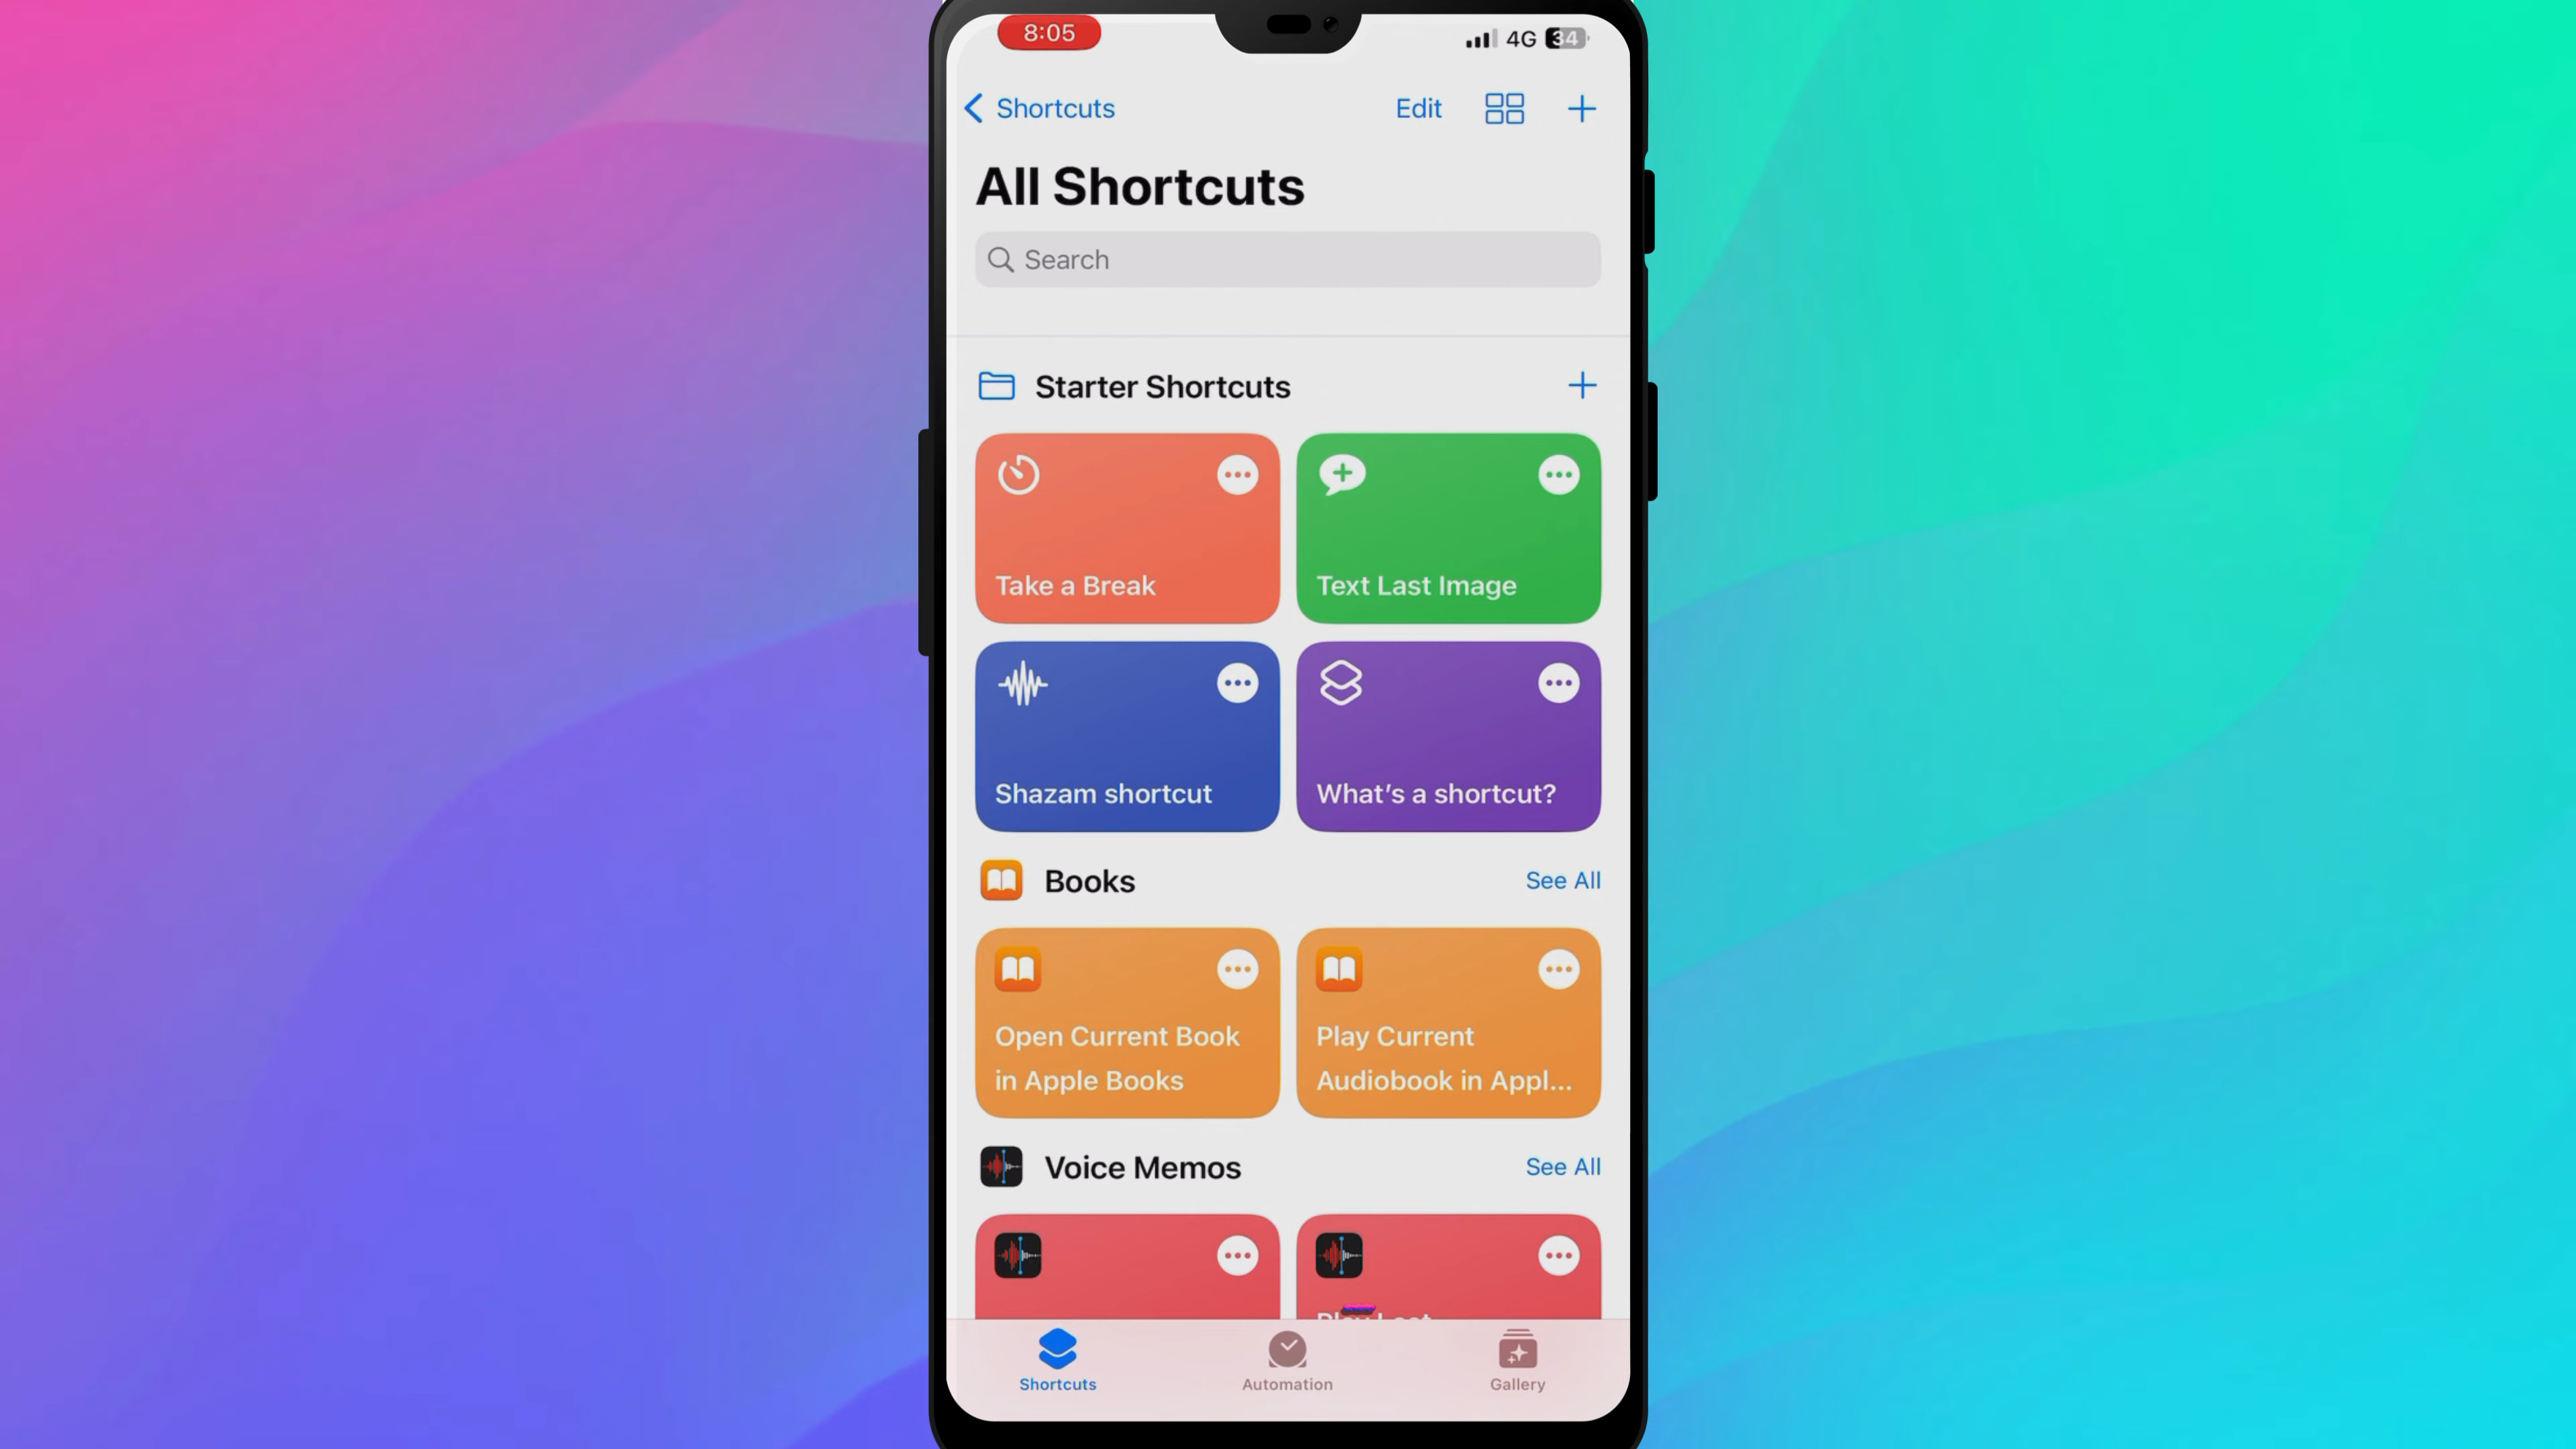 8:05
4G 34
Shortcuts
Edit
All Shortcuts
Search
Starter Shortcuts
Take a Break
Text Last Image
Shazam shortcut
What's a shortcut?
Books
See All
Open Current Book
in Apple Books
Play Current
Audiobook in Appl...
Voice Memos
See All
Shortcuts
Automation
Gallery